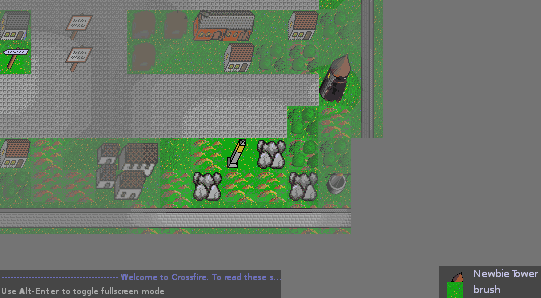 Welcome to Crossfire. To read these s...
Use Alt-Enter to toggle fullscreen mode
Newbie Tower
brush